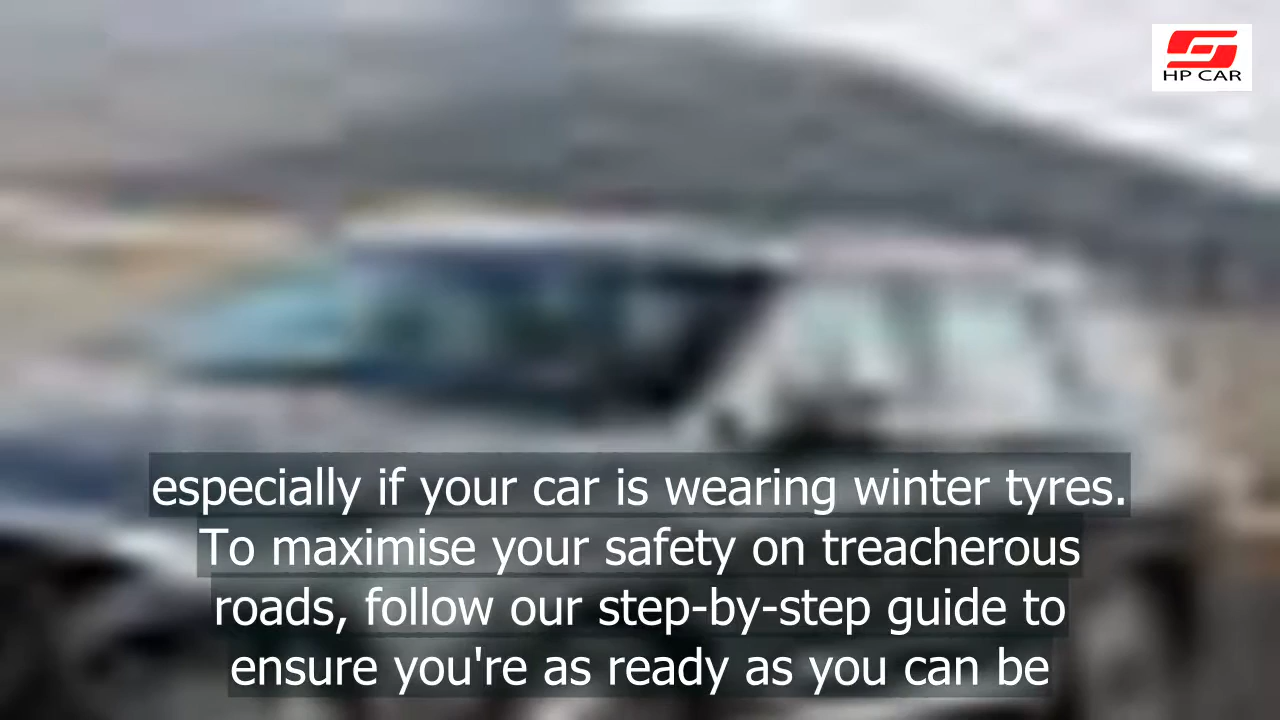 HP CAR
especially if your car is wearing winter tyres.
To maximise your safety on treacherous
roads, follow our step-by-step guide to
ensure you're as ready as you can be